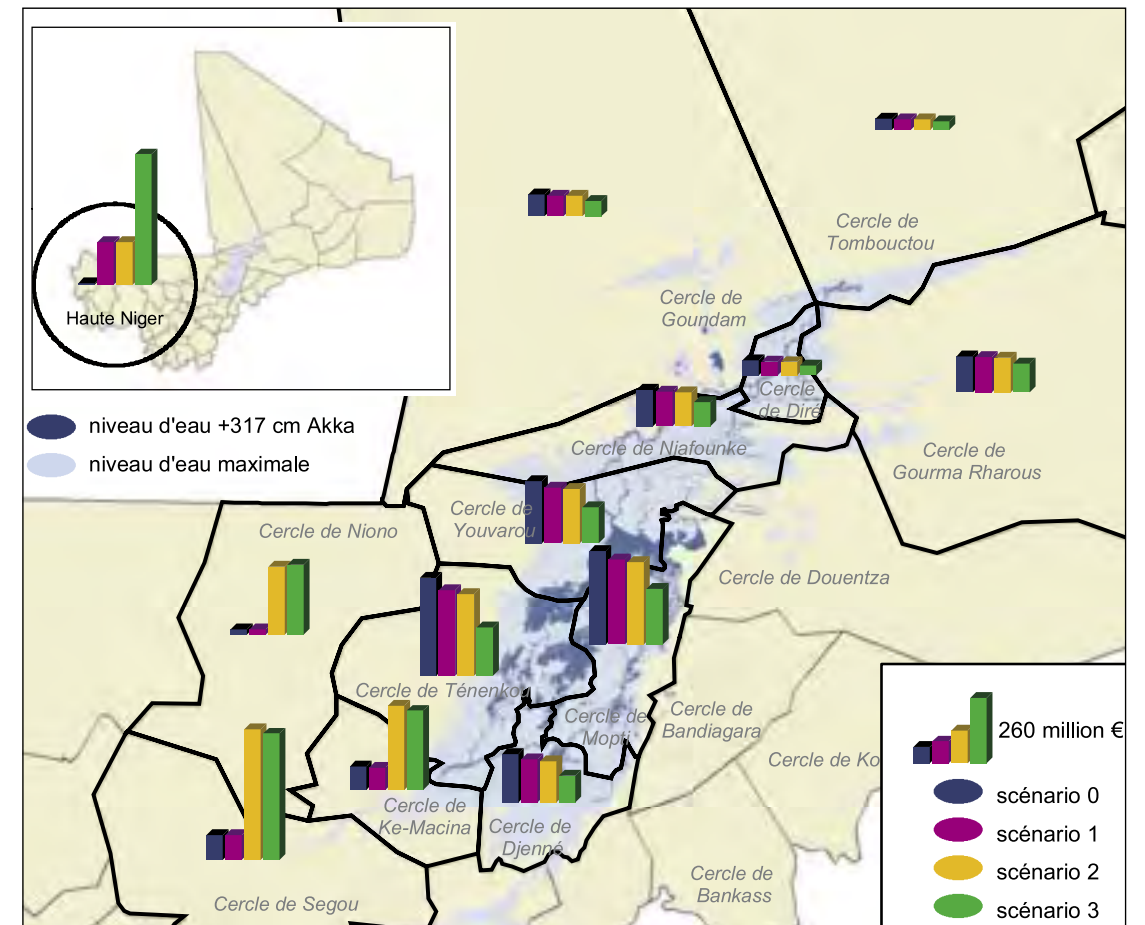 Haute Niger
niveau d'eau +317 cm Akka
niveau d'eau maximale
Cercle de
Tombouctou
Cercle de
Goundam
Cercle
de Diré
Cercle de Niafounke
Cercle de
Gourma Rharous
Cercle de
Youvarou
Cercle de Niono
Cercle de Douentza
Cercle de Ténenkou
Cercle de
Mopti
Cercle de
Bandiagara
Cercle de Ko
Cercle de
Ke-Macina
Cercle de
Djenné
Cercle de
Bankass
Cercle de Segou
260 million €
scénario 0
scénario 1
scénario 2
scénario 3